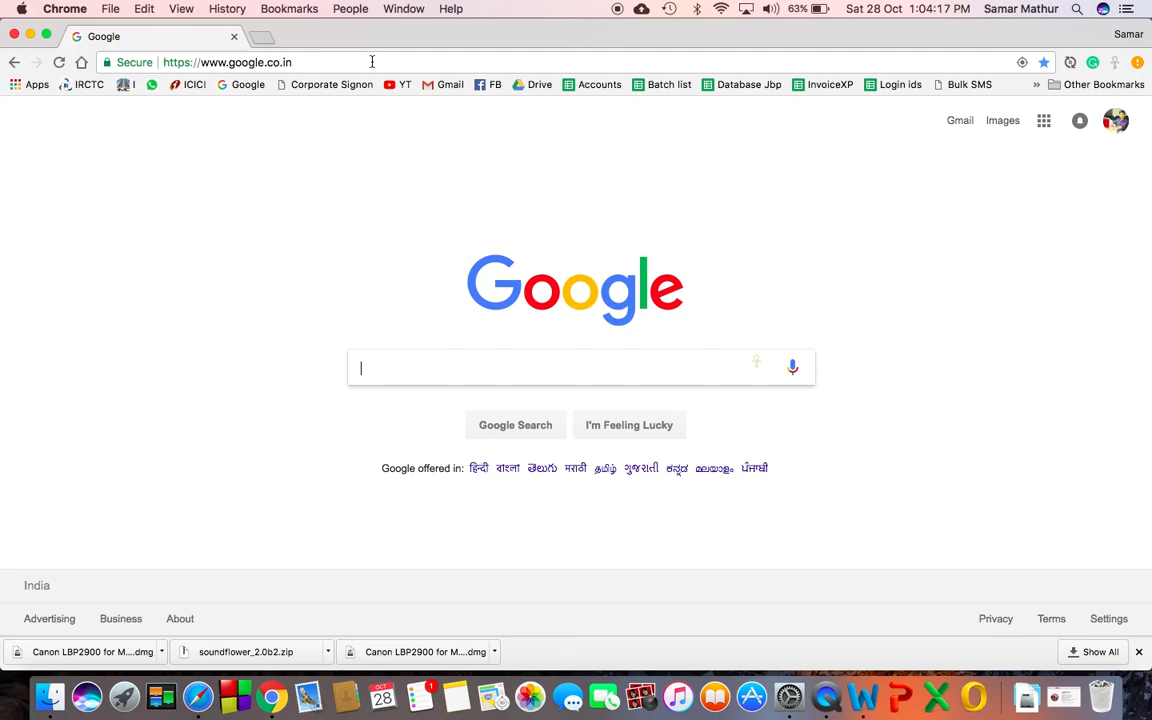 Chrome File Edit View History Bookmarks People Window Help 63% Sat 28 Oct 1:04:17 PM Samar Mathur
Google Samar
Secure https://www.google.co.in
Apps IRCTC I ICICI Google Corporate Signon YT Gmail FB Drive Accounts Batch list Database Jbp InvoiceXP Login ids Bulk SMS » Other Bookmarks
Gmail Images
Google
Google Search I'm Feeling Lucky
Google offered in: हिन्दी বাংলা తెలుగు मराठी தமிழ் ગુજરાતી ಕನ್ನಡ മലയാളം ਪੰਜਾਬੀ
India
Advertising Business About Privacy Terms Settings
Canon LBP2900 for M....dmg soundflower_2.0b2.zip Canon LBP2900 for M....dmg Show All
OCT 28 1